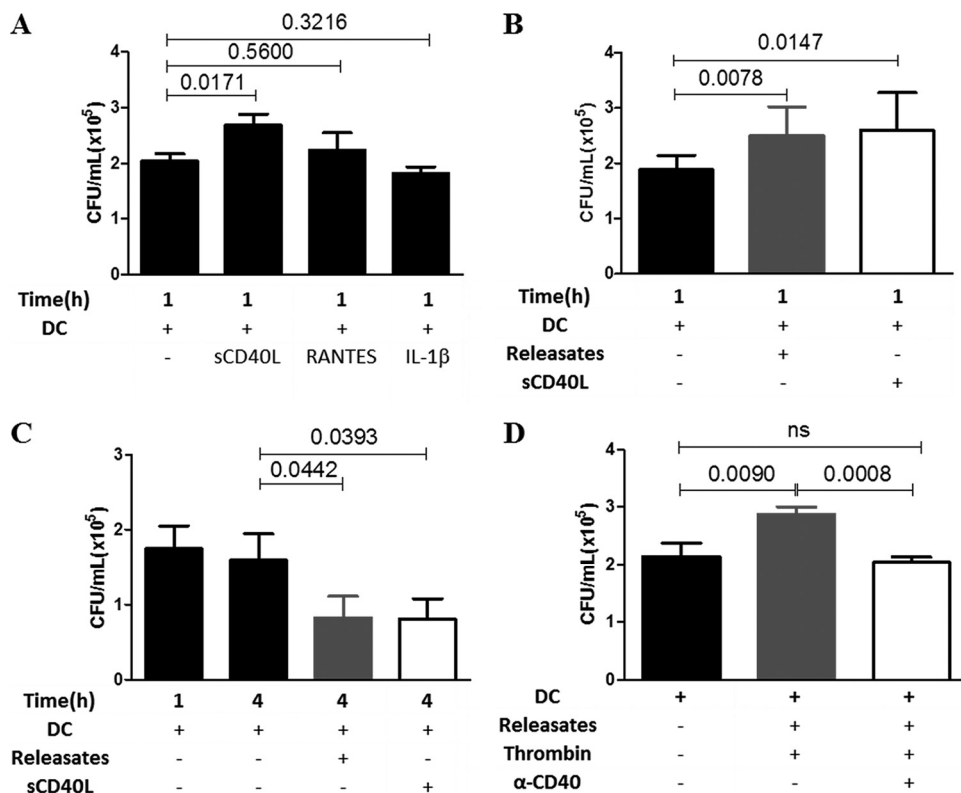 A
0.3216
0.5600
0.0171
4
3
2
1
0
CFU/mL(x10⁵)
Time(h) 1 1 1 1
DC + + + +
- sCD40L RANTES IL-1β
B
0.0147
0.0078
4
3
2
1
0
CFU/mL(x10⁵)
Time(h) 1 1 1
DC + + +
Releasates - + -
sCD40L - - +
C
0.0393
0.0442
3
2
1
0
CFU/mL(x10⁵)
Time(h) 1 4 4 4
DC + + + +
Releasates - - + -
sCD40L - - - +
D
ns
0.0090 0.0008
4
3
2
1
0
CFU/mL(x10⁵)
DC + + +
Releasates - + +
Thrombin - + +
α-CD40 - - +